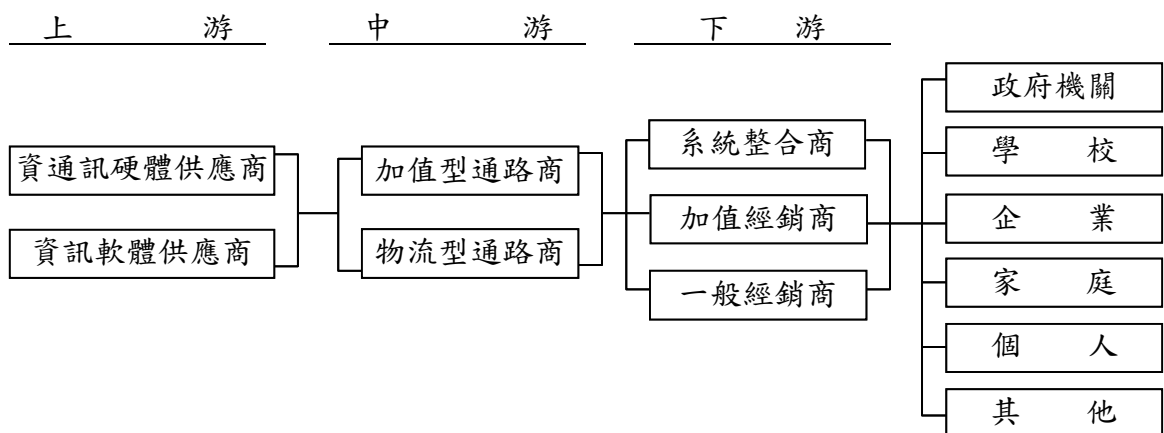 上游
中游
下游
資通訊硬體供應商
資訊軟體供應商
加值型通路商
物流型通路商
系統整合商
加值經銷商
一般經銷商
政府機關
學校
企業
家庭
個人
其他